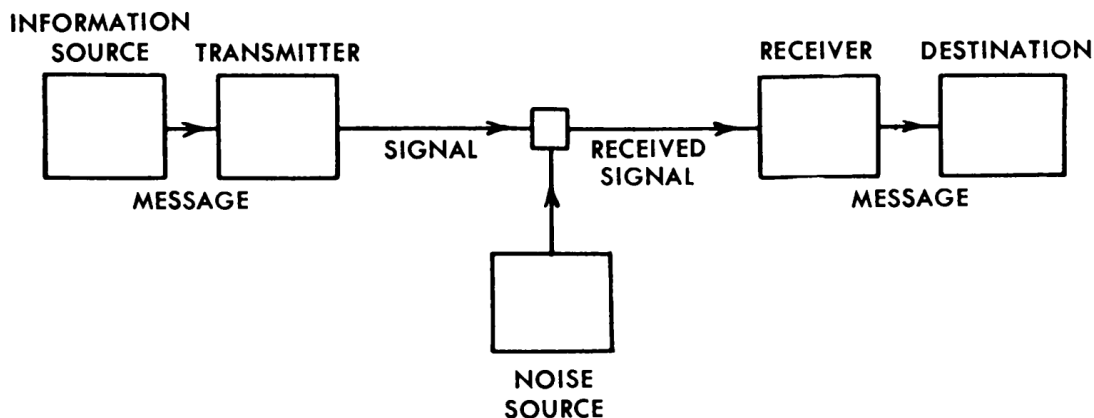 INFORMATION
SOURCE
TRANSMITTER
RECEIVER
DESTINATION
SIGNAL
RECEIVED
SIGNAL
MESSAGE
MESSAGE
NOISE
SOURCE